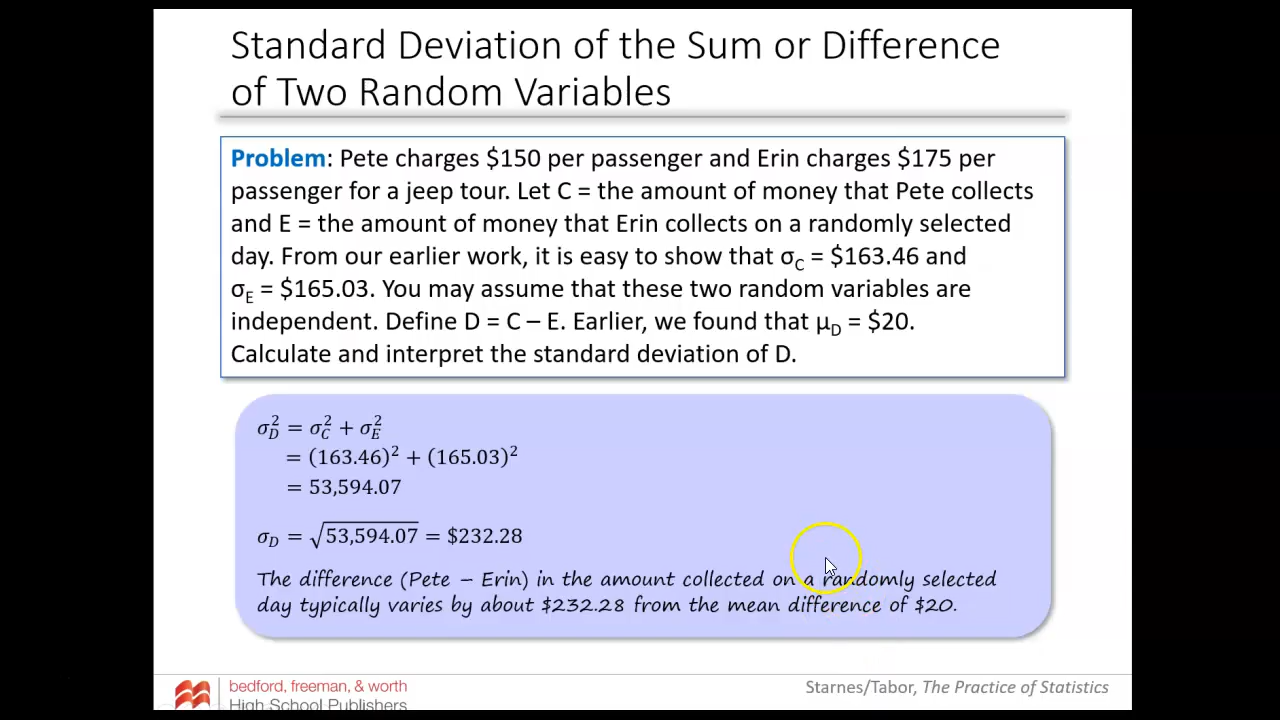 Standard Deviation of the Sum or Difference
of Two Random Variables
Problem: Pete charges $150 per passenger and Erin charges $175 per
passenger for a jeep tour. Let C = the amount of money that Pete collects
and E = the amount of money that Erin collects on a randomly selected
day. From our earlier work, it is easy to show that σ_C = $163.46 and
σ_E = $165.03. You may assume that these two random variables are
independent. Define D = C – E. Earlier, we found that μ_D = $20.
Calculate and interpret the standard deviation of D.
σ_D^2 = σ_C^2 + σ_E^2
= (163.46)^2 + (165.03)^2
= 53,594.07
σ_D = √53,594.07 = $232.28
The difference (Pete – Erin) in the amount collected on a randomly selected
day typically varies by about $232.28 from the mean difference of $20.
bedford, freeman, & worth
High School Publishers
Starnes/Tabor, The Practice of Statistics